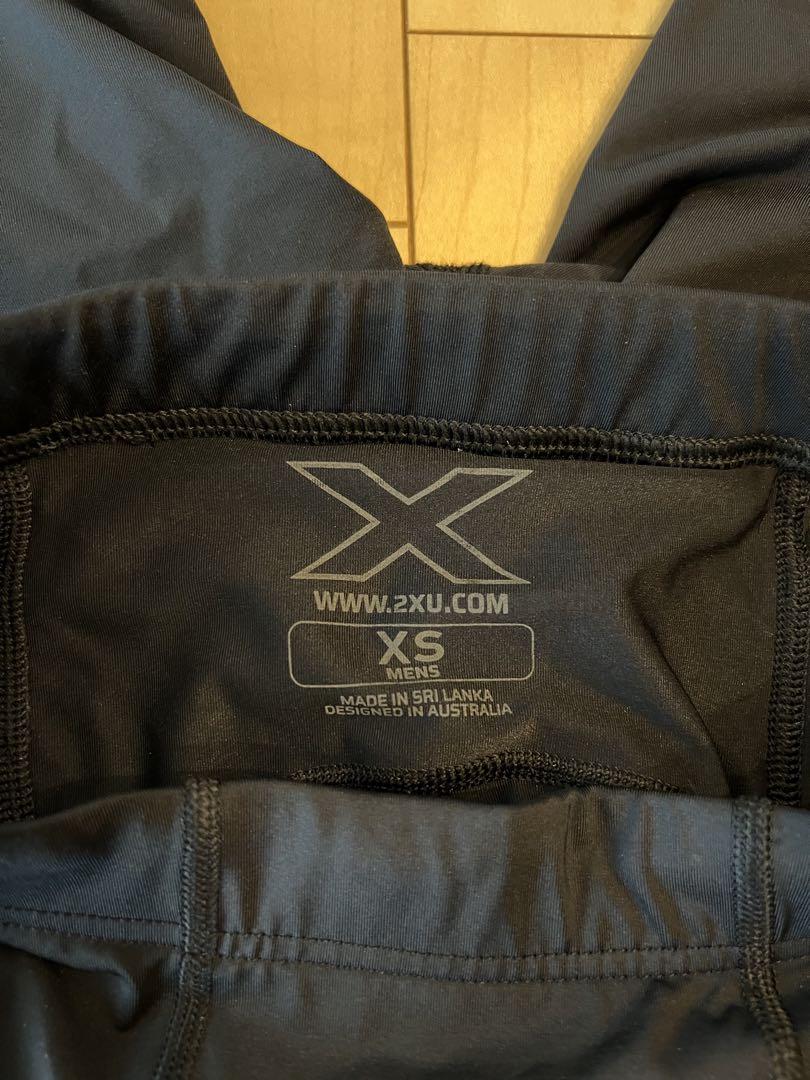 X
WWW.2XU.COM
XS
MENS
MADE IN SRI LANKA
DESIGNED IN AUSTRALIA